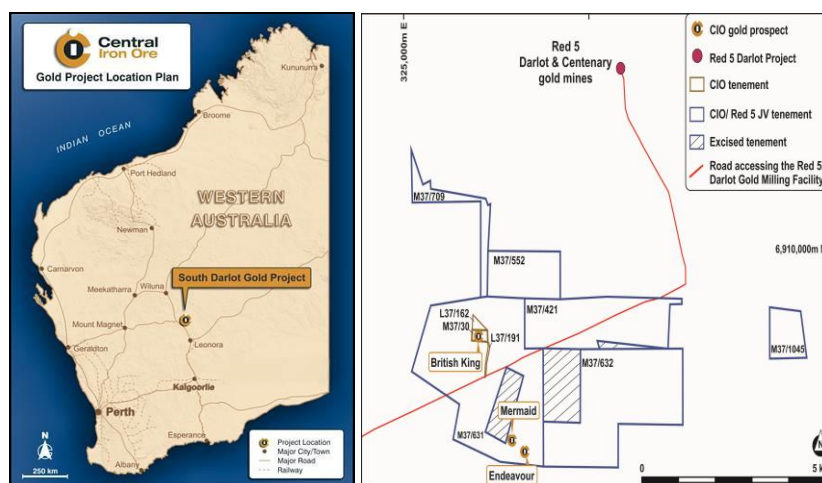 Central
Iron Ore
Gold Project Location Plan
INDIAN OCEAN
Kununurra
Broome
Port Hedland
WESTERN
AUSTRALIA
Newman
South Darlot Gold Project
Carnarvon
Meekatharra
Wiluna
Mount Magnet
Leonora
Geraldton
Kalgoorlie
Perth
Esperance
Albany
N
250 km
Project Location
Major City/Town
Major Road
Railway
325,000m E
Red 5
Darlot & Centenary
gold mines
CIO gold prospect
Red 5 Darlot Project
CIO tenement
CIO/ Red 5 JV tenement
Excised tenement
Road accessing the Red 5
Darlot Gold Milling Facility
M37/709
6,910,000m N
M37/552
L37/162
M37/30
M37/421
L37/191
British King
M37/632
M37/1045
Mermaid
M37/631
Endeavour
N
0
5 k